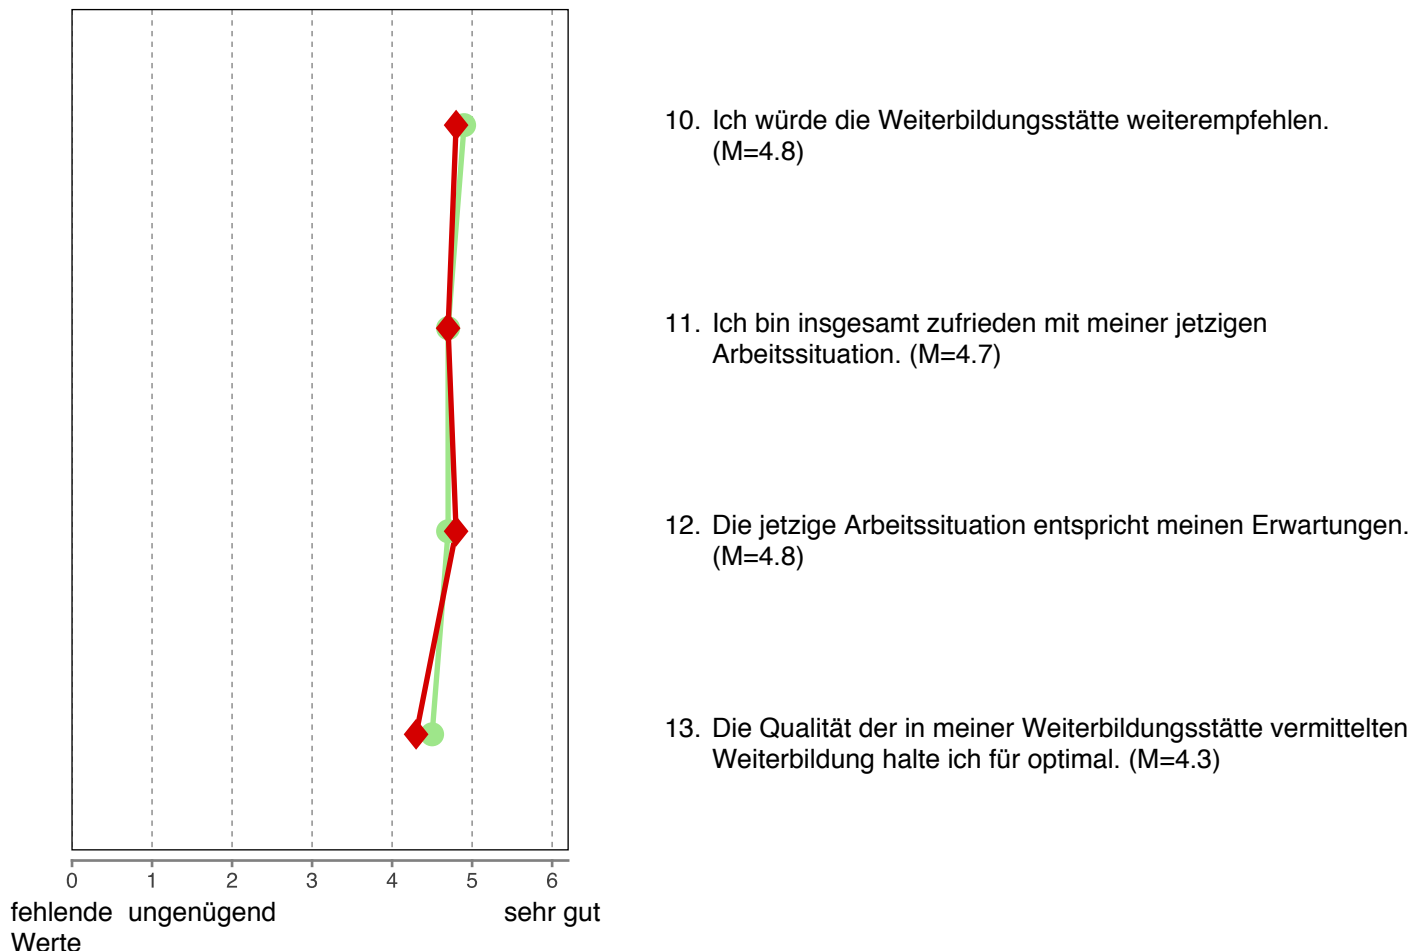 10. Ich würde die Weiterbildungsstätte weiterempfehlen.
(M=4.8)
11. Ich bin insgesamt zufrieden mit meiner jetzigen
Arbeitssituation. (M=4.7)
12. Die jetzige Arbeitssituation entspricht meinen Erwartungen.
(M=4.8)
13. Die Qualität der in meiner Weiterbildungsstätte vermittelten
Weiterbildung halte ich für optimal. (M=4.3)
0 1 2 3 4 5 6
fehlende ungenügend sehr gut
Werte